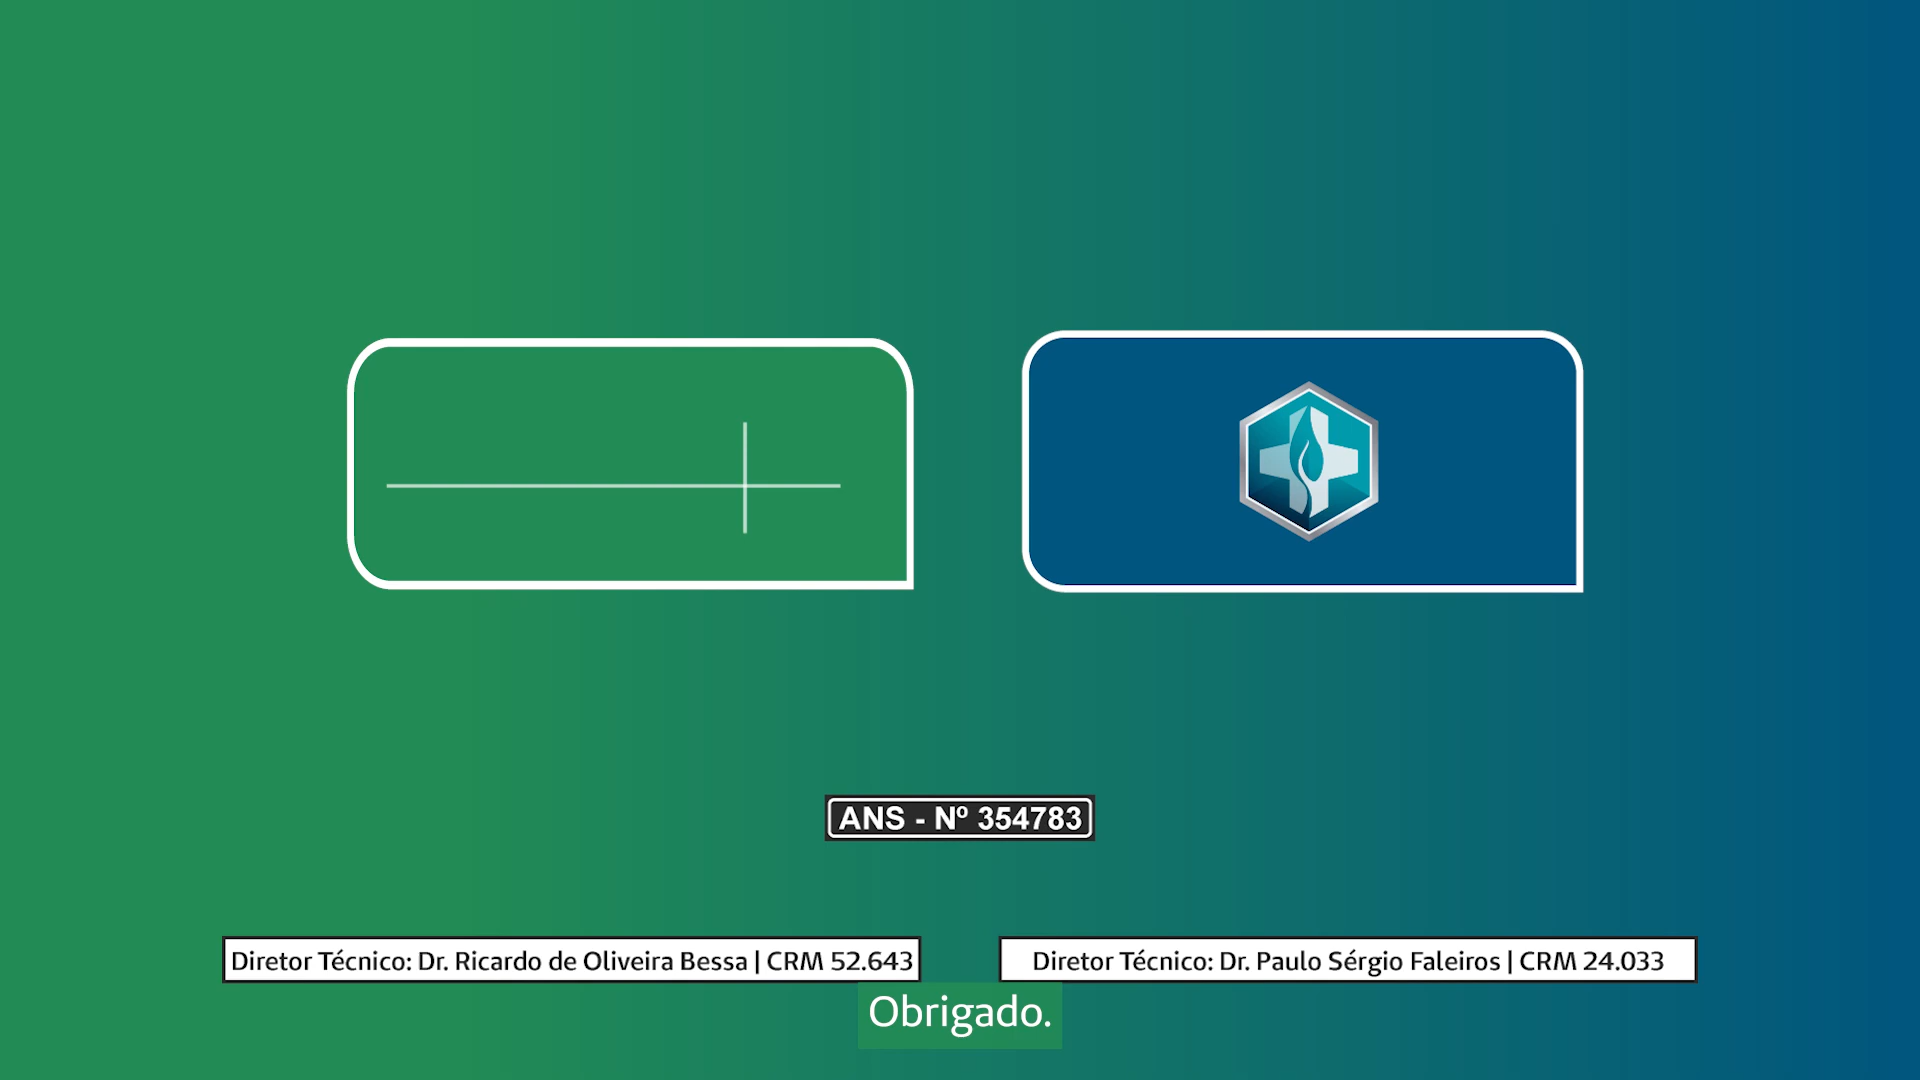 ANS - Nº 354783
Diretor Técnico: Dr. Ricardo de Oliveira Bessa | CRM 52.643
Diretor Técnico: Dr. Paulo Sérgio Faleiros | CRM 24.033
Obrigado.